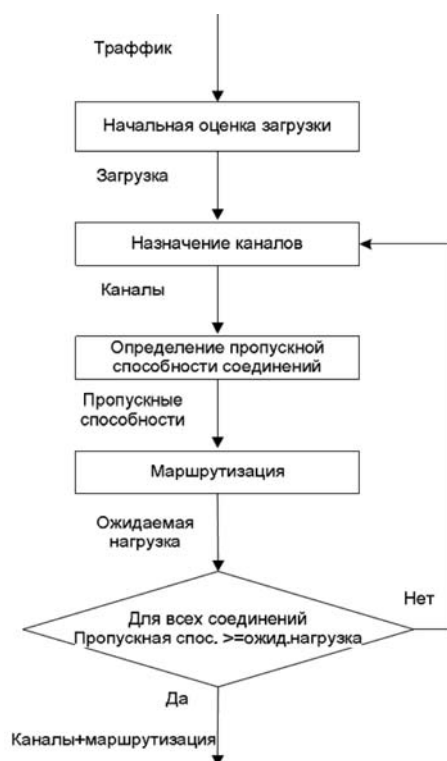 Траффик
Начальная оценка загрузки
Загрузка
Назначение каналов
Каналы
Определение пропускной
способности соединений
Пропускные
способности
Маршрутизация
Ожидаемая
нагрузка
Для всех соединений
Пропускная спос. >=ожид.нагрузка
Нет
Да
Каналы+маршрутизация